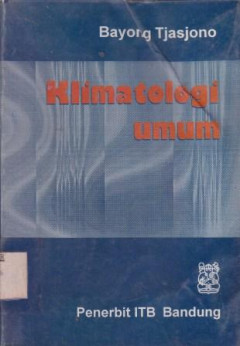 Bayong Tjasjono
Klimatologi
umum
Penerbit ITB Bandung